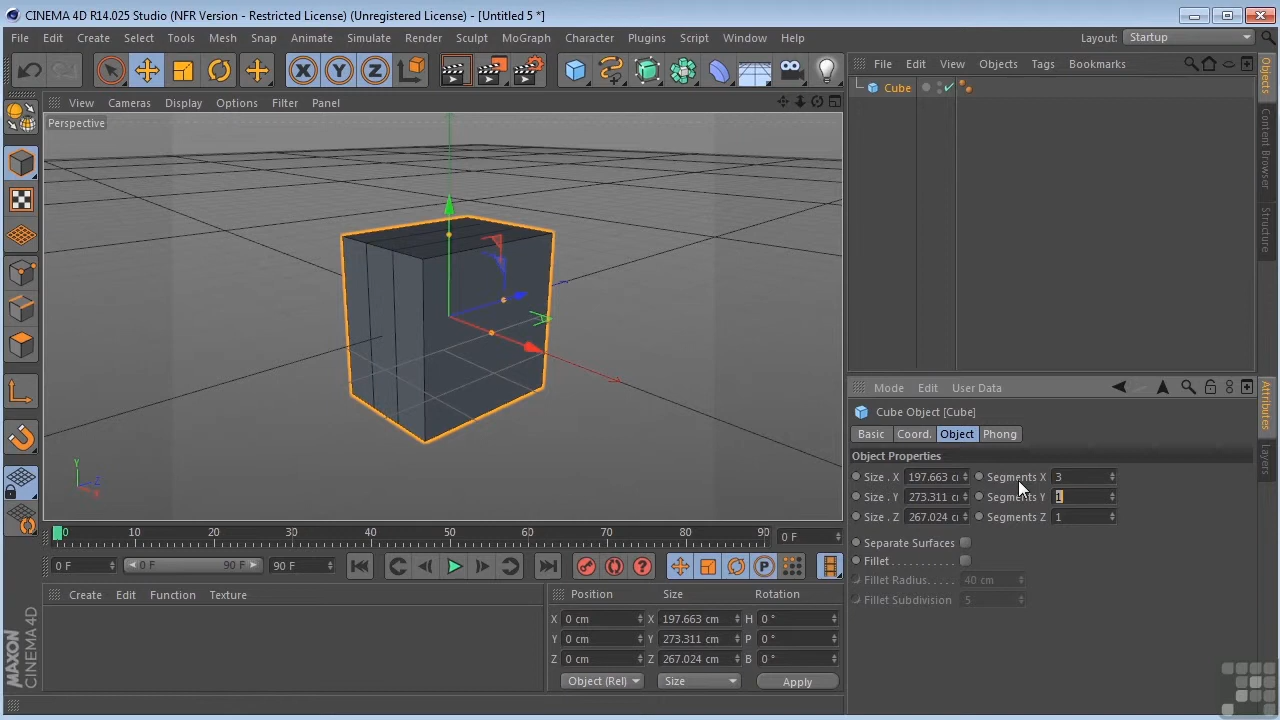 CINEMA 4D R14.025 Studio (NFR Version - Restricted License) (Unregistered License) - [Untitled 5 *]
File Edit Create Select Tools Mesh Snap Animate Simulate Render Sculpt MoGraph Character Plugins Script Window Help Layout: Startup
X Y Z
File Edit View Objects Tags Bookmarks
Cube
View Cameras Display Options Filter Panel
Perspective
Y
Z
X
Objects
Content Browser
Structure
Mode Edit User Data
Cube Object [Cube]
Basic Coord. Object Phong
Object Properties
Size . X 197.663 c Segments X 3
Size . Y 273.311 c Segments Y 1
Size . Z 267.024 c Segments Z 1
Separate Surfaces
Fillet . . . . . . . . . . .
Fillet Radius. . . . . 40 cm
Fillet Subdivision 5
Attributes
Layers
0 10 20 30 40 50 60 70 80 90 0 F
0 F 0 F 90 F 90 F
P
Create Edit Function Texture
Position Size Rotation
X 0 cm X 197.663 cm H 0 °
Y 0 cm Y 273.311 cm P 0 °
Z 0 cm Z 267.024 cm B 0 °
Object (Rel) Size Apply
MAXON
CINEMA 4D